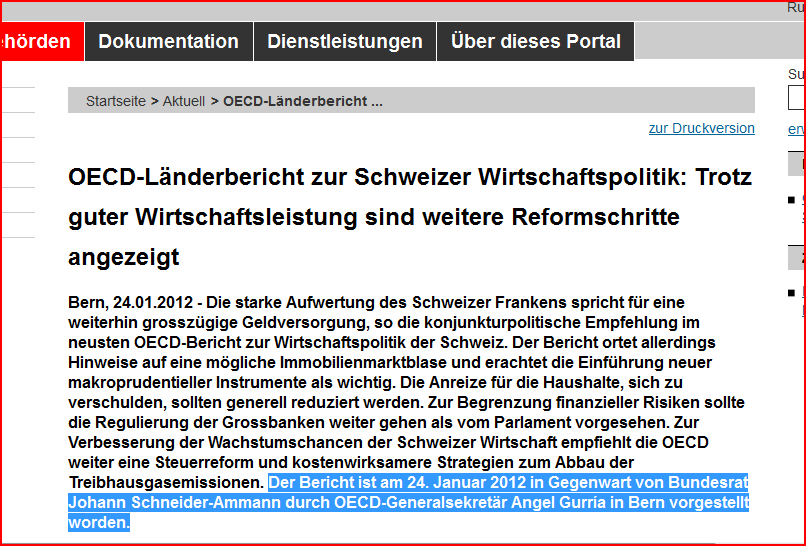 Ru
ehörden Dokumentation Dienstleistungen Über dieses Portal
Su
Startseite > Aktuell > OECD-Länderbericht ...
zur Druckversion
OECD-Länderbericht zur Schweizer Wirtschaftspolitik: Trotz
guter Wirtschaftsleistung sind weitere Reformschritte
angezeigt
Bern, 24.01.2012 - Die starke Aufwertung des Schweizer Frankens spricht für eine
weiterhin grosszügige Geldversorgung, so die konjunkturpolitische Empfehlung im
neusten OECD-Bericht zur Wirtschaftspolitik der Schweiz. Der Bericht ortet allerdings
Hinweise auf eine mögliche Immobilienmarktblase und erachtet die Einführung neuer
makroprudentieller Instrumente als wichtig. Die Anreize für die Haushalte, sich zu
verschulden, sollten generell reduziert werden. Zur Begrenzung finanzieller Risiken sollte
die Regulierung der Grossbanken weiter gehen als vom Parlament vorgesehen. Zur
Verbesserung der Wachstumschancen der Schweizer Wirtschaft empfiehlt die OECD
weiter eine Steuerreform und kostenwirksamere Strategien zum Abbau der
Treibhausgasemissionen. Der Bericht ist am 24. Januar 2012 in Gegenwart von Bundesrat
Johann Schneider-Ammann durch OECD-Generalsekretär Angel Gurría in Bern vorgestellt
worden.